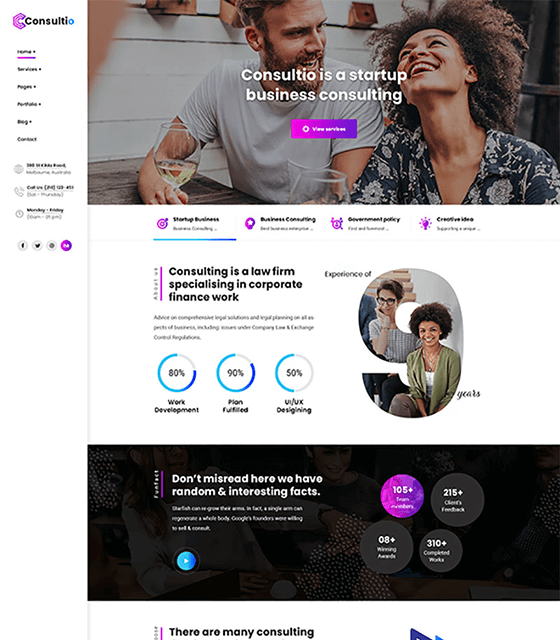 Consultio
Home +
Services +
Pages +
Portfolio +
Blog +
Contact
380 St Kilda Road,
Melbourne, Australia
Call Us: (210) 123-451
(Sat - Thursday)
Monday - Friday
(10am - 05 pm)
Consultio is a startup
business consulting
View services
Startup Business
Business Consulting ...
Business Consulting
Best business enterprise ...
Government policy
First and foremost ...
Creative idea
Supporting a unique ...
About us
Consulting is a law firm
specialising in corporate
finance work
Advice on comprehensive legal solutions and legal planning on all as-
pects of business, including: issues under Company Law & Exchange
Control Regulations.
80%
Work
Development
90%
Plan
Fulfilled
50%
UI/UX
Desigining
Experience of
9
years
Funfact
Don't misread here we have
random & interesting facts.
Starfish can re-grow their arms. In fact, a single arm can
regenerate a whole body. Google's founders were willing
to sell & consult.
105+
Team
members
215+
Client's
Feedback
08+
Winning
Awards
310+
Completed
Works
There are many consulting